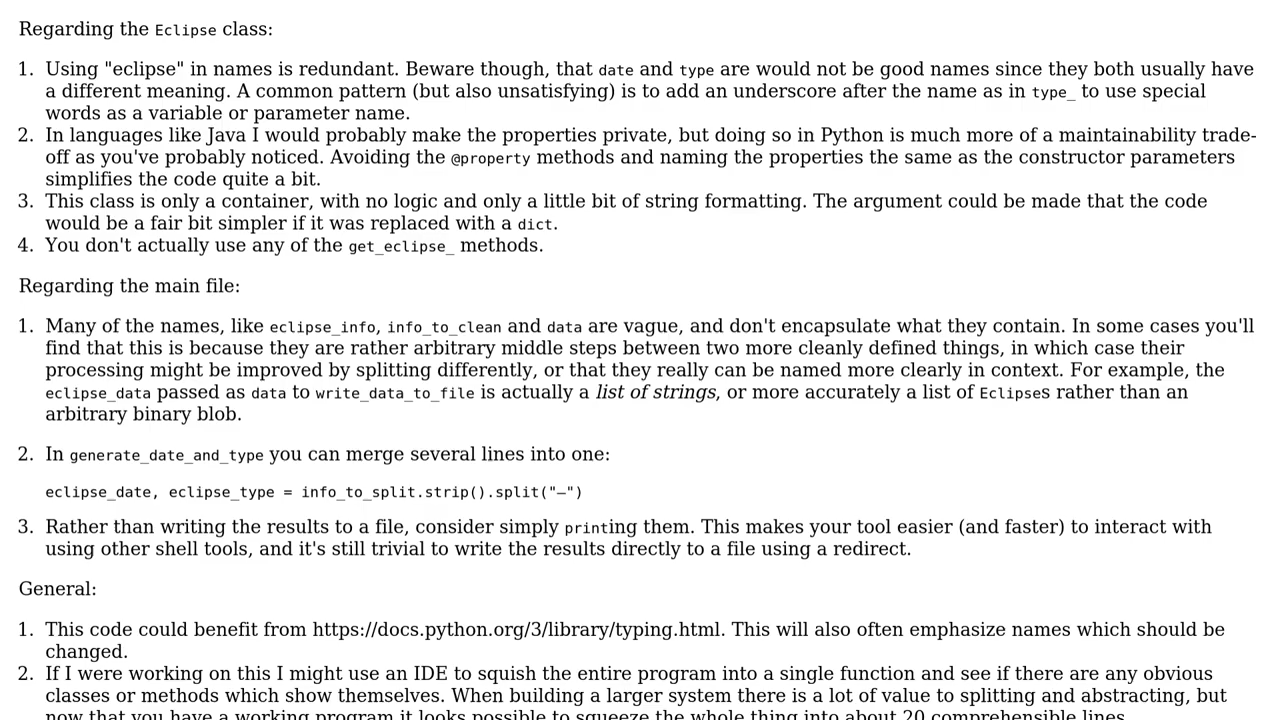 Regarding the Eclipse class:
1. Using "eclipse" in names is redundant. Beware though, that date and type are would not be good names since they both usually have
a different meaning. A common pattern (but also unsatisfying) is to add an underscore after the name as in type_ to use special
words as a variable or parameter name.
2. In languages like Java I would probably make the properties private, but doing so in Python is much more of a maintainability trade-
off as you've probably noticed. Avoiding the @property methods and naming the properties the same as the constructor parameters
simplifies the code quite a bit.
3. This class is only a container, with no logic and only a little bit of string formatting. The argument could be made that the code
would be a fair bit simpler if it was replaced with a dict.
4. You don't actually use any of the get_eclipse_ methods.
Regarding the main file:
1. Many of the names, like eclipse_info, info_to_clean and data are vague, and don't encapsulate what they contain. In some cases you'll
find that this is because they are rather arbitrary middle steps between two more cleanly defined things, in which case their
processing might be improved by splitting differently, or that they really can be named more clearly in context. For example, the
eclipse_data passed as data to write_data_to_file is actually a list of strings, or more accurately a list of Eclipses rather than an
arbitrary binary blob.
2. In generate_date_and_type you can merge several lines into one:
eclipse_date, eclipse_type = info_to_split.strip().split("–")
3. Rather than writing the results to a file, consider simply printing them. This makes your tool easier (and faster) to interact with
using other shell tools, and it's still trivial to write the results directly to a file using a redirect.
General:
1. This code could benefit from https://docs.python.org/3/library/typing.html. This will also often emphasize names which should be
changed.
2. If I were working on this I might use an IDE to squish the entire program into a single function and see if there are any obvious
classes or methods which show themselves. When building a larger system there is a lot of value to splitting and abstracting, but
now that you have a working program it looks possible to squeeze the whole thing into about 20 comprehensible lines.